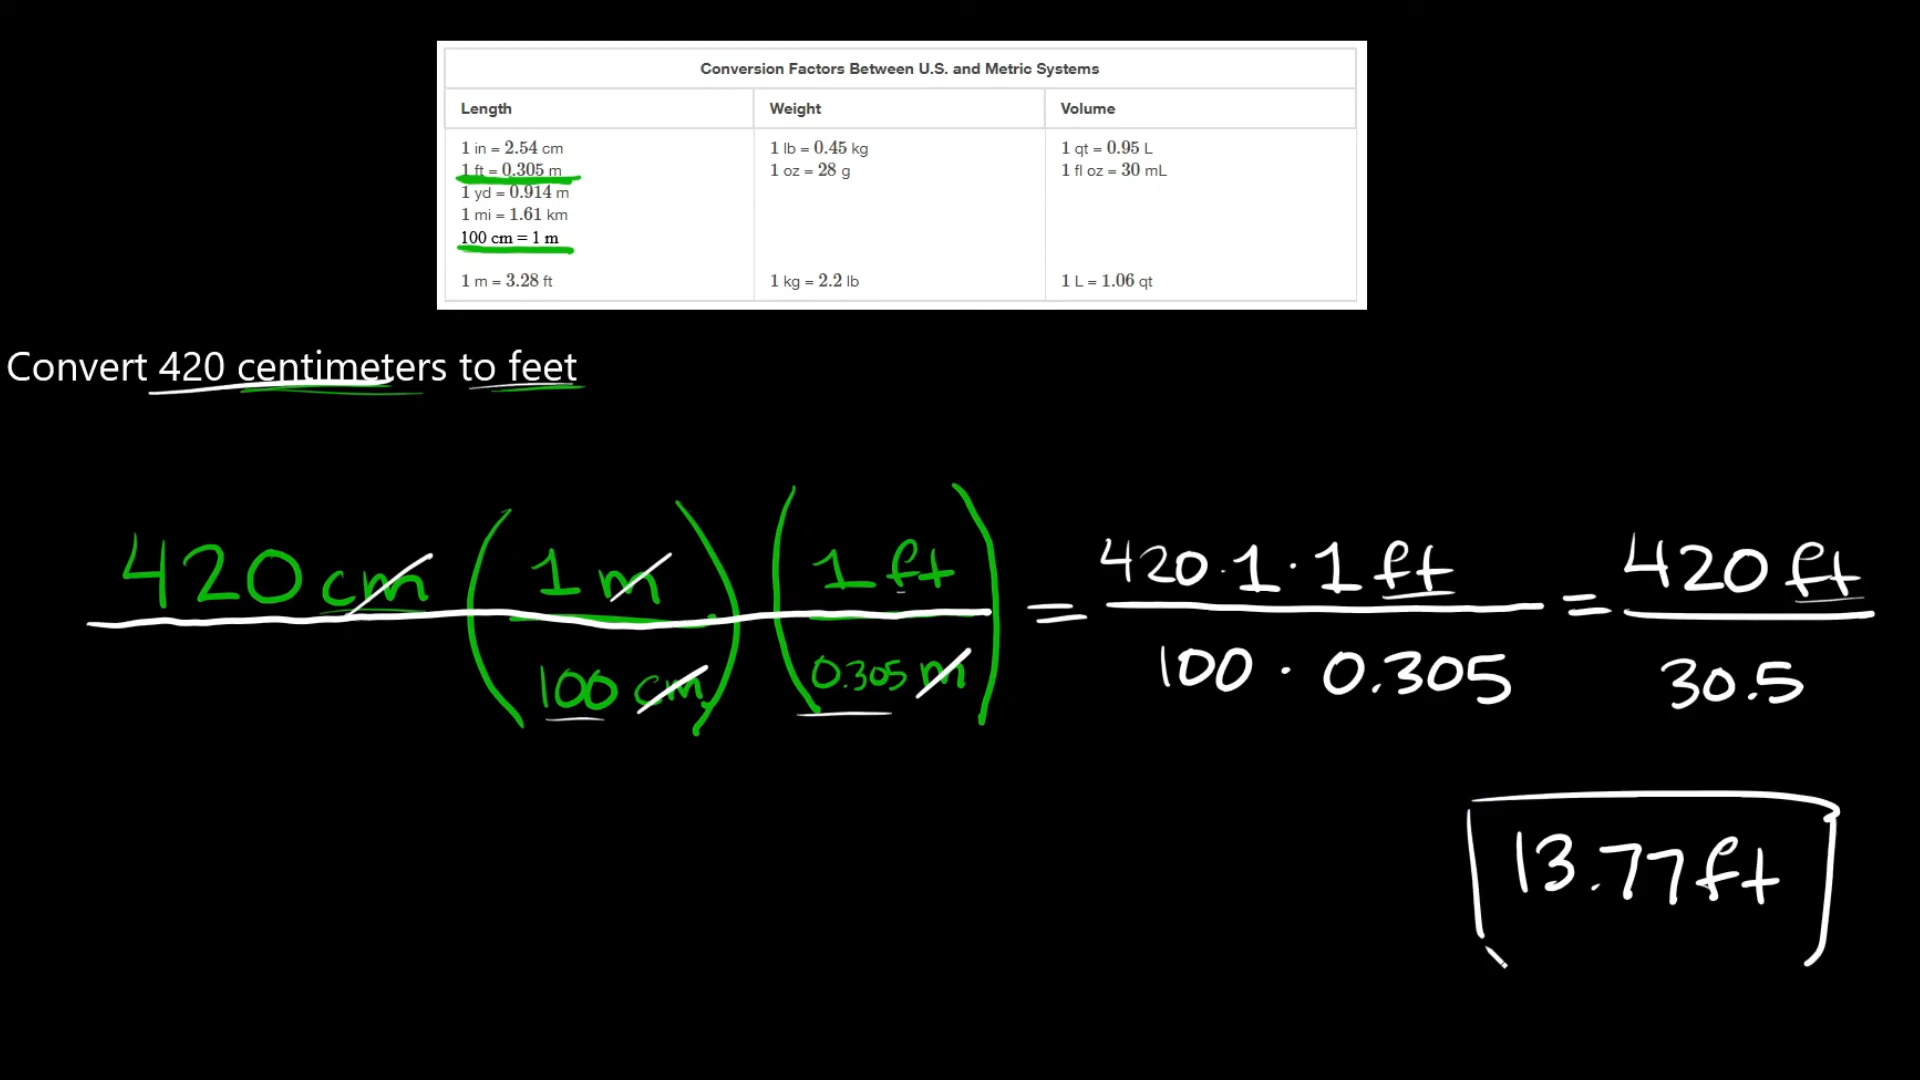 Conversion Factors Between U.S. and Metric Systems
Length Weight Volume
1 in = 2.54 cm 1 lb = 0.45 kg 1 qt = 0.95 L
1 ft = 0.305 m 1 oz = 28 g 1 fl oz = 30 mL
1 yd = 0.914 m
1 mi = 1.61 km
100 cm = 1 m
1 m = 3.28 ft 1 kg = 2.2 lb 1 L = 1.06 qt
Convert 420 centimeters to feet
420 cm ( 1 m ) ( 1 ft ) = 420 · 1 · 1 ft = 420 ft
100 cm 0.305 m 100 · 0.305 30.5
13.77 ft